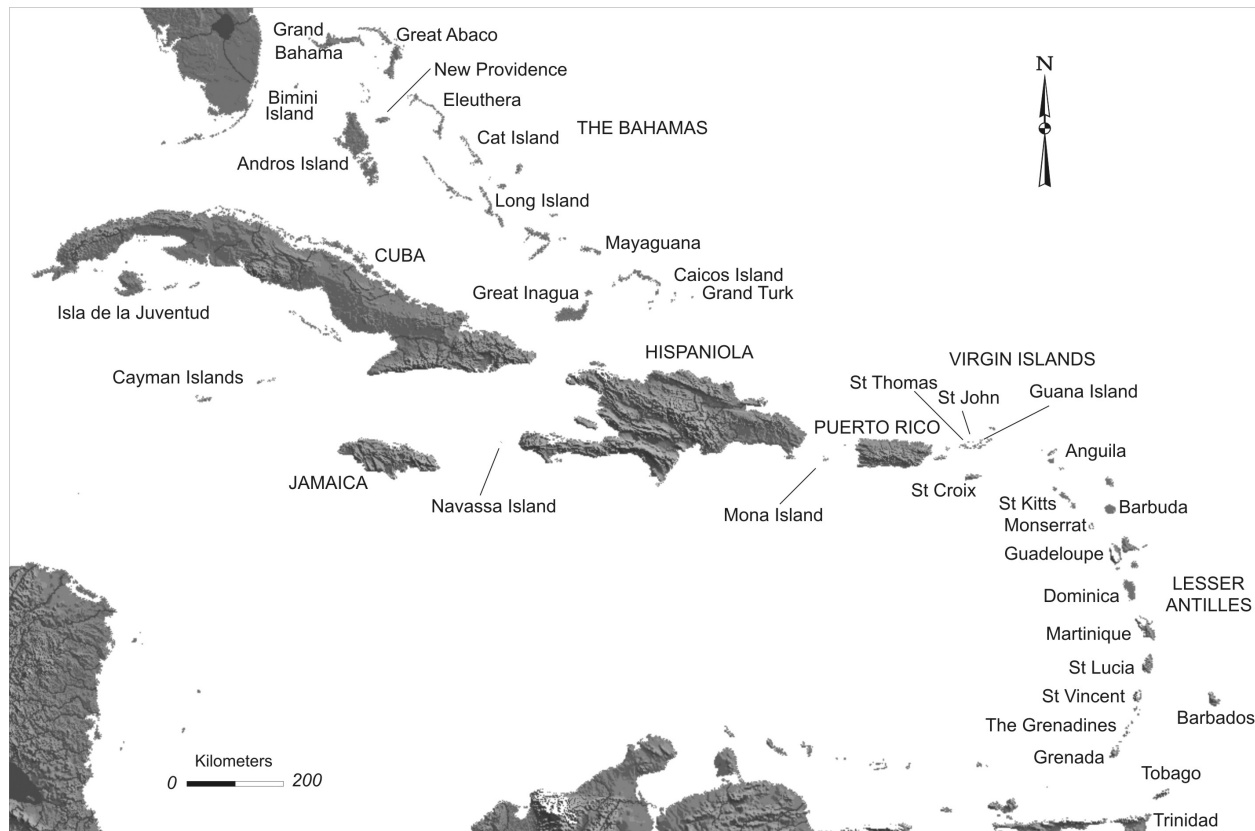 Grand
Bahama
Great Abaco
New Providence
Bimini
Island
Eleuthera
Cat Island
THE BAHAMAS
Andros Island
Long Island
N
CUBA
Mayaguana
Isla de la Juventud
Great Inagua
Caicos Island
Grand Turk
Cayman Islands
HISPANIOLA
VIRGIN ISLANDS
St Thomas
St John
Guana Island
PUERTO RICO
JAMAICA
Navassa Island
Mona Island
St Croix
Anguila
St Kitts
Barbuda
Monserrat
Guadeloupe
Dominica
LESSER
ANTILLES
Martinique
St Lucia
St Vincent
Barbados
The Grenadines
Grenada
Kilometers
0 200
Tobago
Trinidad